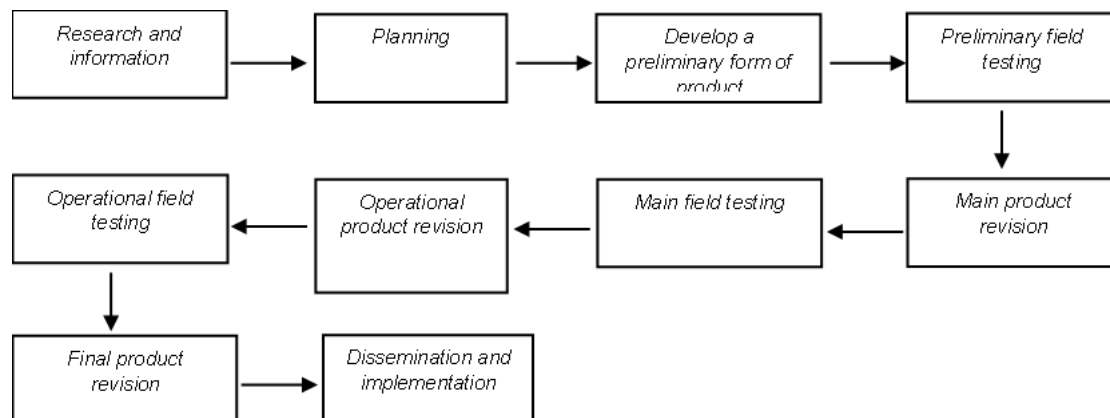 Research and
information
Planning
Develop a
preliminary form of
product
Preliminary field
testing
Main product
revision
Main field testing
Operational
product revision
Operational field
testing
Final product
revision
Dissemination and
implementation